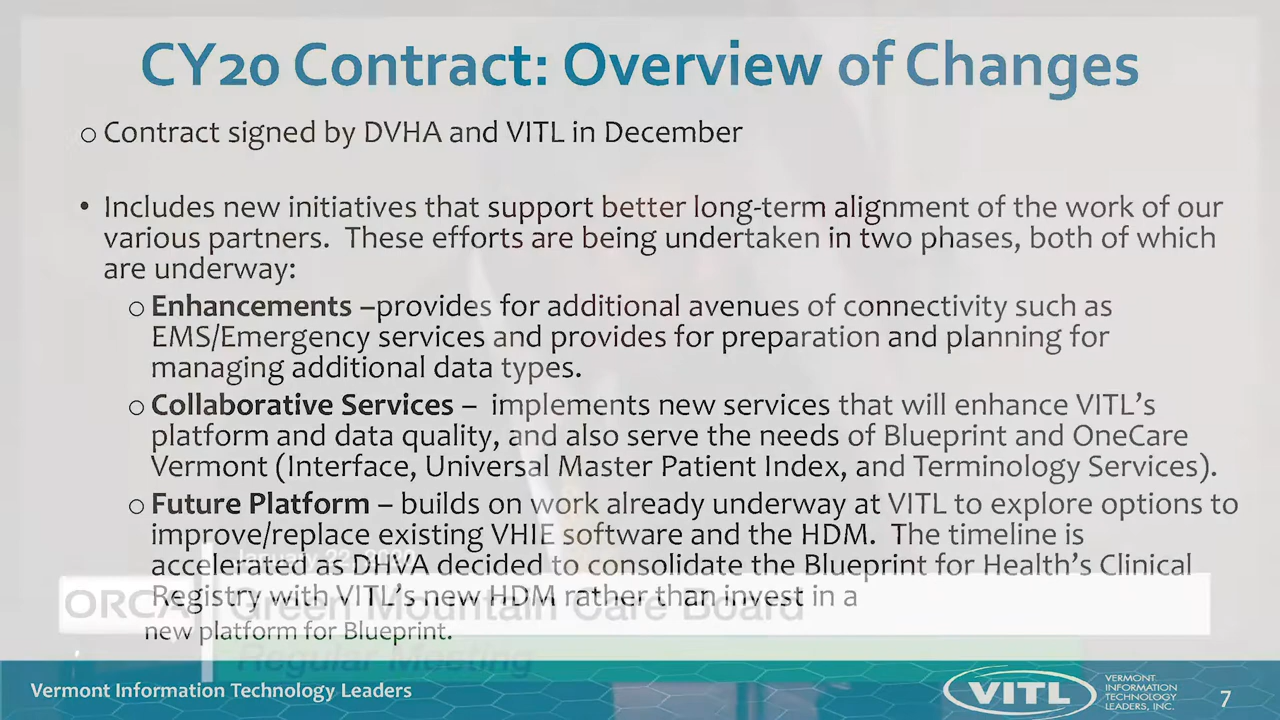 CY20 Contract: Overview of Changes
o Contract signed by DVHA and VITL in December
• Includes new initiatives that support better long-term alignment of the work of our
various partners. These efforts are being undertaken in two phases, both of which
are underway:
o Enhancements –provides for additional avenues of connectivity such as
EMS/Emergency services and provides for preparation and planning for
managing additional data types.
o Collaborative Services – implements new services that will enhance VITL's
platform and data quality, and also serve the needs of Blueprint and OneCare
Vermont (Interface, Universal Master Patient Index, and Terminology Services).
o Future Platform – builds on work already underway at VITL to explore options to
improve/replace existing VHIE software and the HDM. The timeline is
January 22, 2020
accelerated as DHVA decided to consolidate the Blueprint for Health's Clinical
Registry with VITL's new HDM rather than invest in a
ORCA Green Mountain Care Board
new platform for Blueprint.
Regular Meeting
Vermont Information Technology Leaders
VITL
VERMONT
INFORMATION
TECHNOLOGY
LEADERS, INC.
7